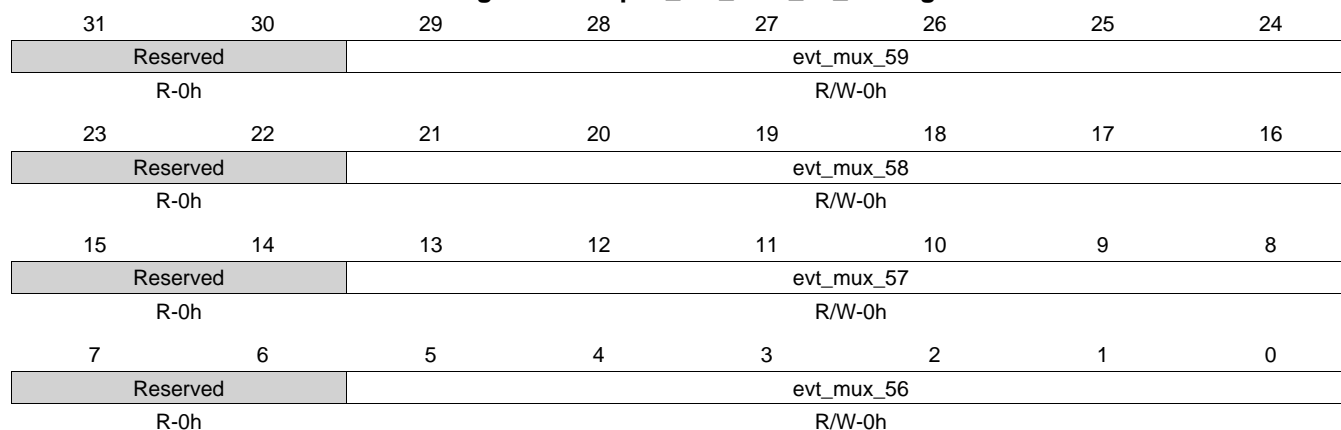 31 30 29 28 27 26 25 24
Reserved evt_mux_59
R-0h R/W-0h
23 22 21 20 19 18 17 16
Reserved evt_mux_58
R-0h R/W-0h
15 14 13 12 11 10 9 8
Reserved evt_mux_57
R-0h R/W-0h
7 6 5 4 3 2 1 0
Reserved evt_mux_56
R-0h R/W-0h